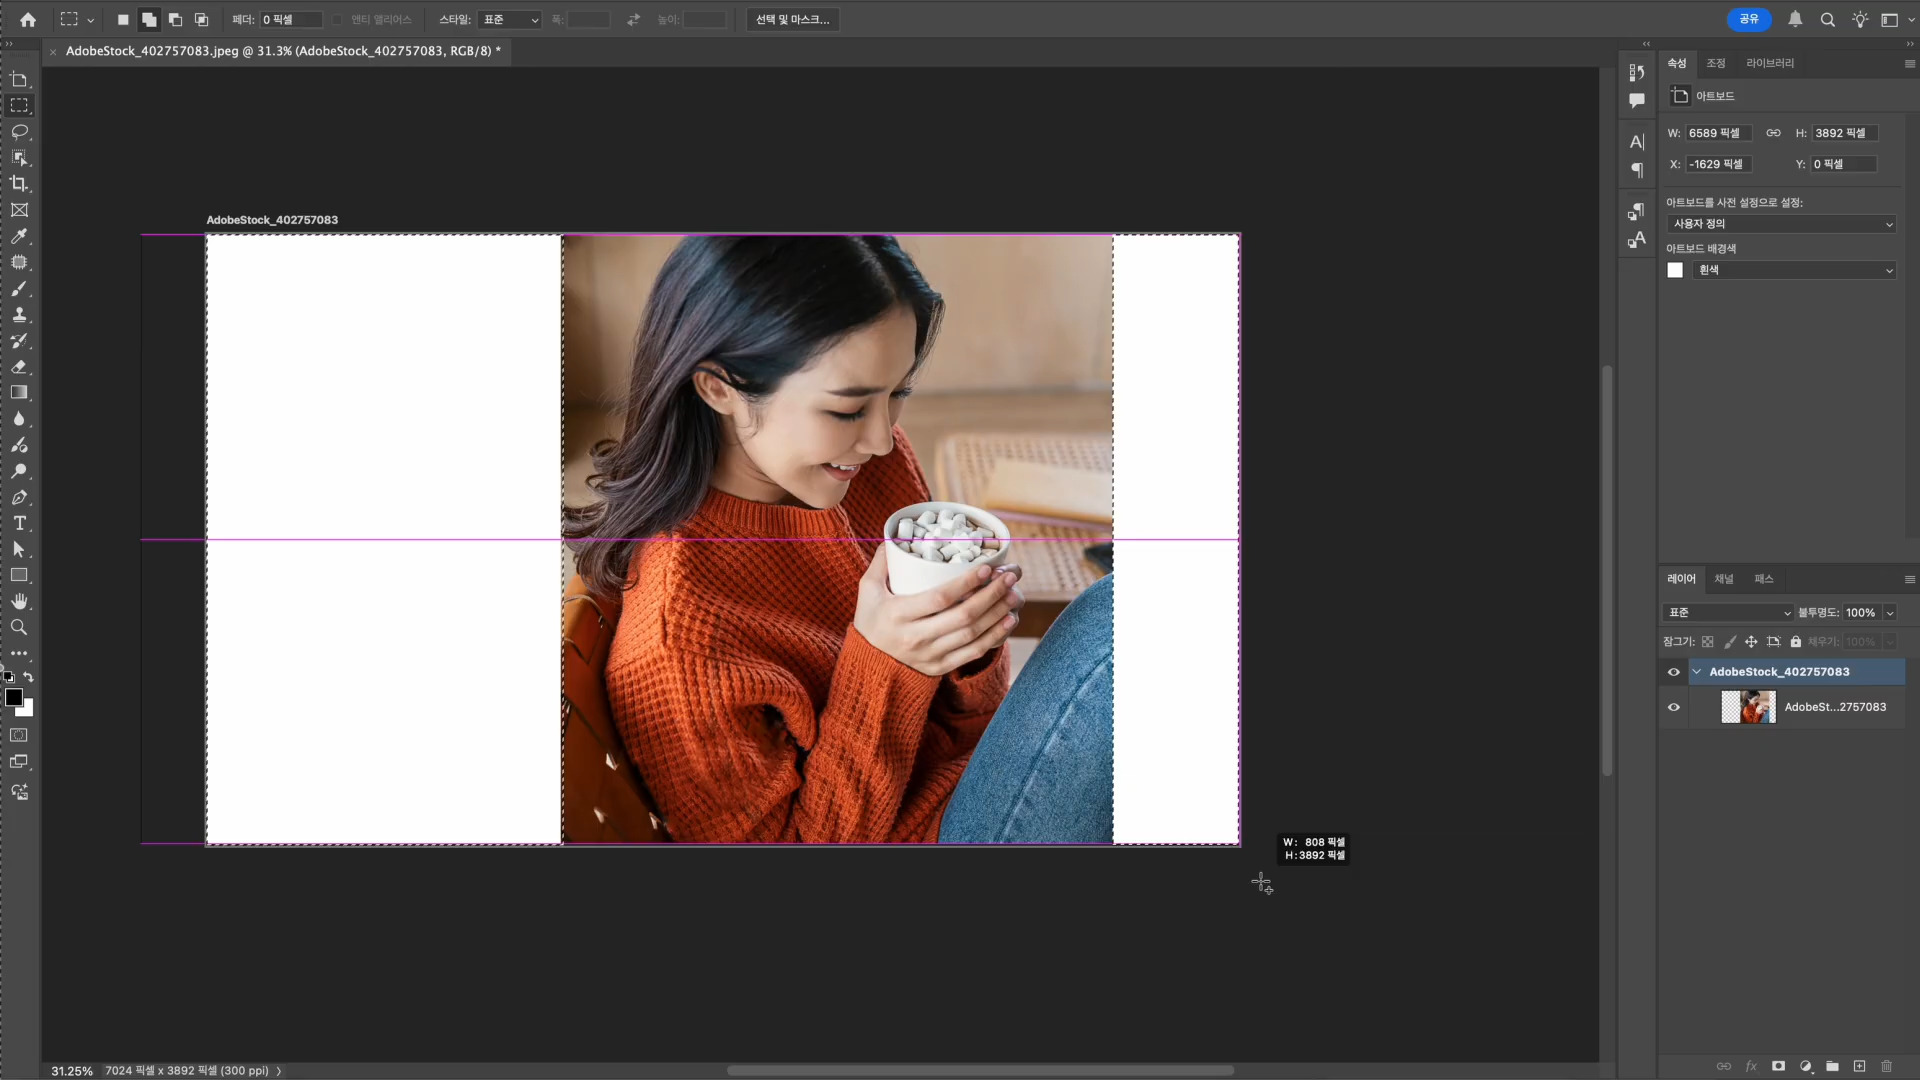 페더: 0 픽셀 앤티 앨리어스 스타일: 표준 폭: 높이: 선택 및 마스크... 공유
AdobeStock_402757083.jpeg @ 31.3% (AdobeStock_402757083, RGB/8) *
속성 조정 라이브러리
아트보드
W: 6589 픽셀 H: 3892 픽셀
X: -1629 픽셀 Y: 0 픽셀
아트보드를 사전 설정으로 설정:
사용자 정의
아트보드 배경색
흰색
AdobeStock_402757083
W: 808 픽셀
H: 3892 픽셀
레이어 채널 패스
표준 불투명도: 100%
잠그기: 채우기: 100%
AdobeStock_402757083
AdobeSt...2757083
31.25% 7024 픽셀 x 3892 픽셀 (300 ppi)